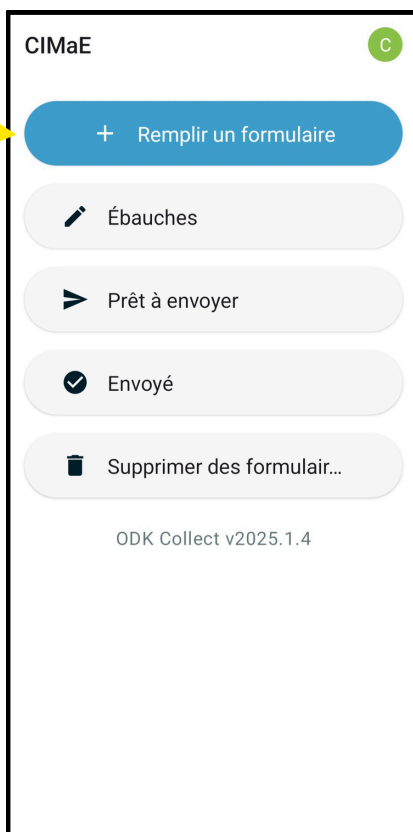 CIMaE
C
+ Remplir un formulaire
Ébauches
Prêt à envoyer
Envoyé
Supprimer des formulair...
ODK Collect v2025.1.4